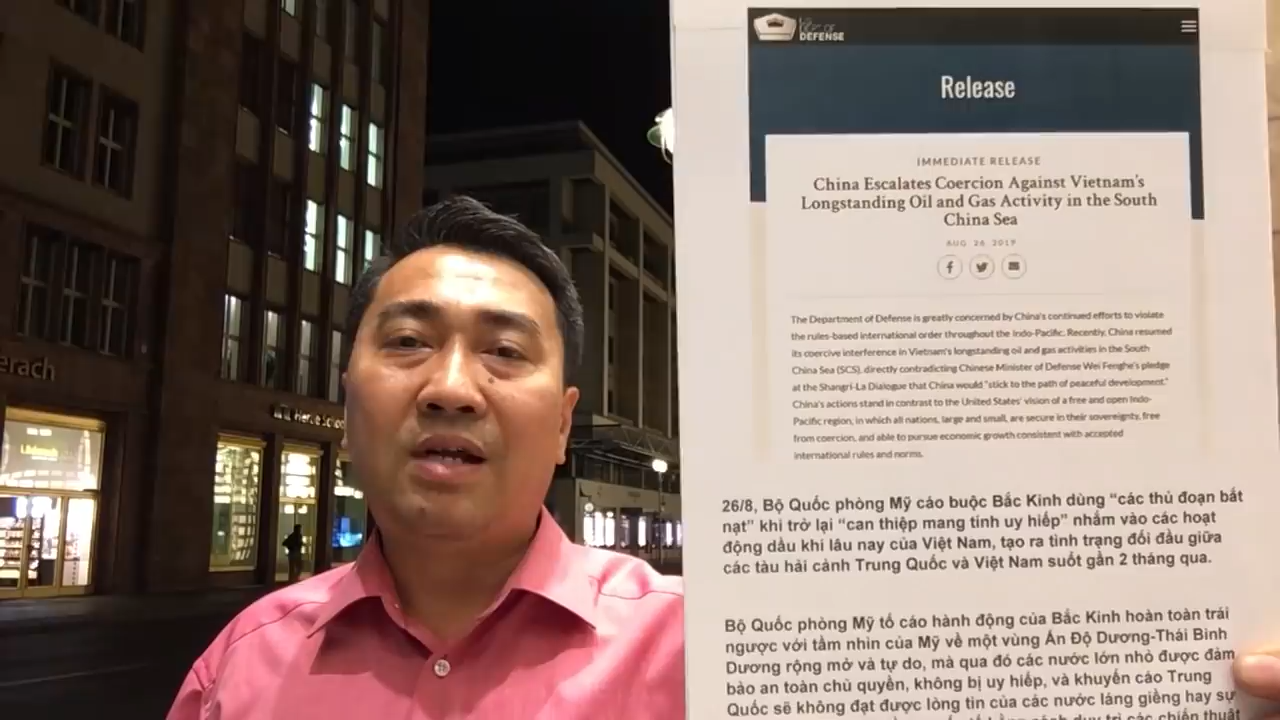 erach
DEFENSE
Release
IMMEDIATE RELEASE
China Escalates Coercion Against Vietnam's
Longstanding Oil and Gas Activity in the South
China Sea
AUG 26 2019
The Department of Defense is greatly concerned by China's continued efforts to violate
the rules-based international order throughout the Indo-Pacific. Recently, China resumed
its coercive interference in Vietnam's longstanding oil and gas activities in the South
China Sea (SCS), directly contradicting Chinese Minister of Defense Wei Fenghe's pledge
at the Shangri-La Dialogue that China would "stick to the path of peaceful development."
China's actions stand in contrast to the United States' vision of a free and open Indo-
Pacific region, in which all nations, large and small, are secure in their sovereignty, free
from coercion, and able to pursue economic growth consistent with accepted
international rules and norms.
26/8, Bộ Quốc phòng Mỹ cáo buộc Bắc Kinh dùng "các thủ đoạn bắt
nạt" khi trở lại "can thiệp mang tính uy hiếp" nhắm vào các hoạt
động dầu khí lâu nay của Việt Nam, tạo ra tình trạng đối đầu giữa
các tàu hải cảnh Trung Quốc và Việt Nam suốt gần 2 tháng qua.
Bộ Quốc phòng Mỹ tố cáo hành động của Bắc Kinh hoàn toàn trái
ngược với tầm nhìn của Mỹ về một vùng Ấn Độ Dương-Thái Bình
Dương rộng mở và tự do, mà qua đó các nước lớn nhỏ được đảm
bảo an toàn chủ quyền, không bị uy hiếp, và khuyến cáo Trung
Quốc sẽ không đạt được lòng tin của các nước láng giềng hay sự
duy trì các chiến thuật